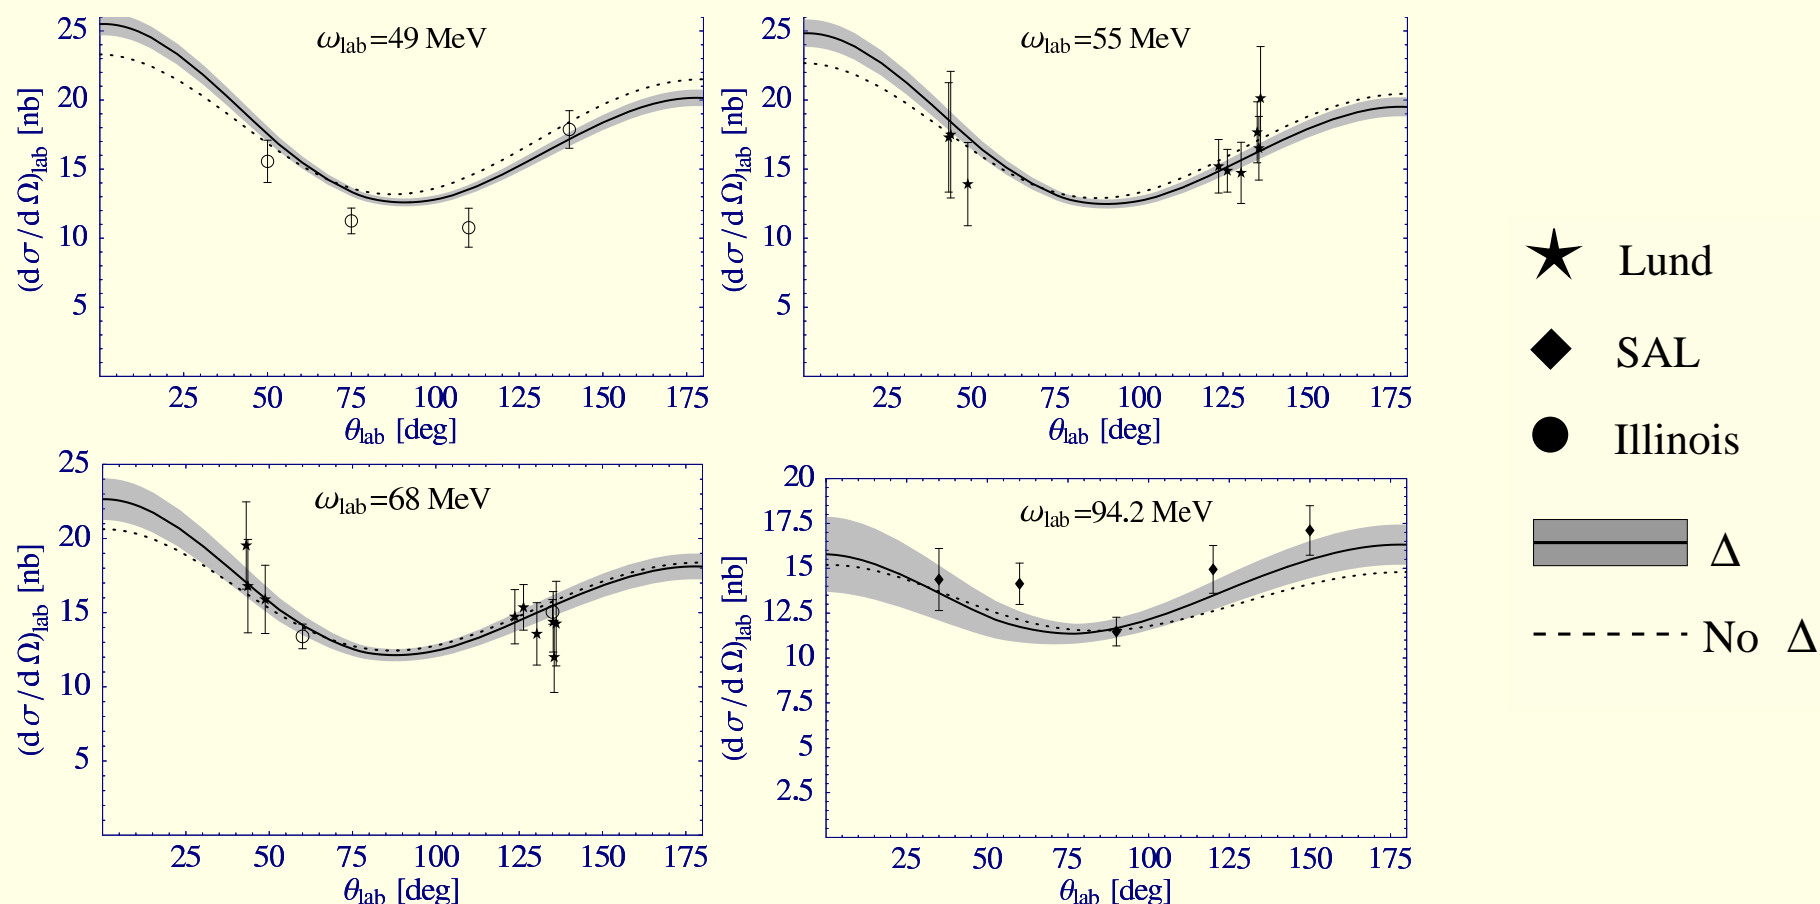 ω_lab=49 MeV
25
20
15
10
5
(dσ/dΩ)_lab [nb]
25 50 75 100 125 150 175
θ_lab [deg]
ω_lab=55 MeV
25
20
15
10
5
(dσ/dΩ)_lab [nb]
25 50 75 100 125 150 175
θ_lab [deg]
ω_lab=68 MeV
25
20
15
10
5
(dσ/dΩ)_lab [nb]
25 50 75 100 125 150 175
θ_lab [deg]
ω_lab=94.2 MeV
20
17.5
15
12.5
10
7.5
5
2.5
(dσ/dΩ)_lab [nb]
25 50 75 100 125 150 175
θ_lab [deg]
Lund
SAL
Illinois
Δ
No Δ